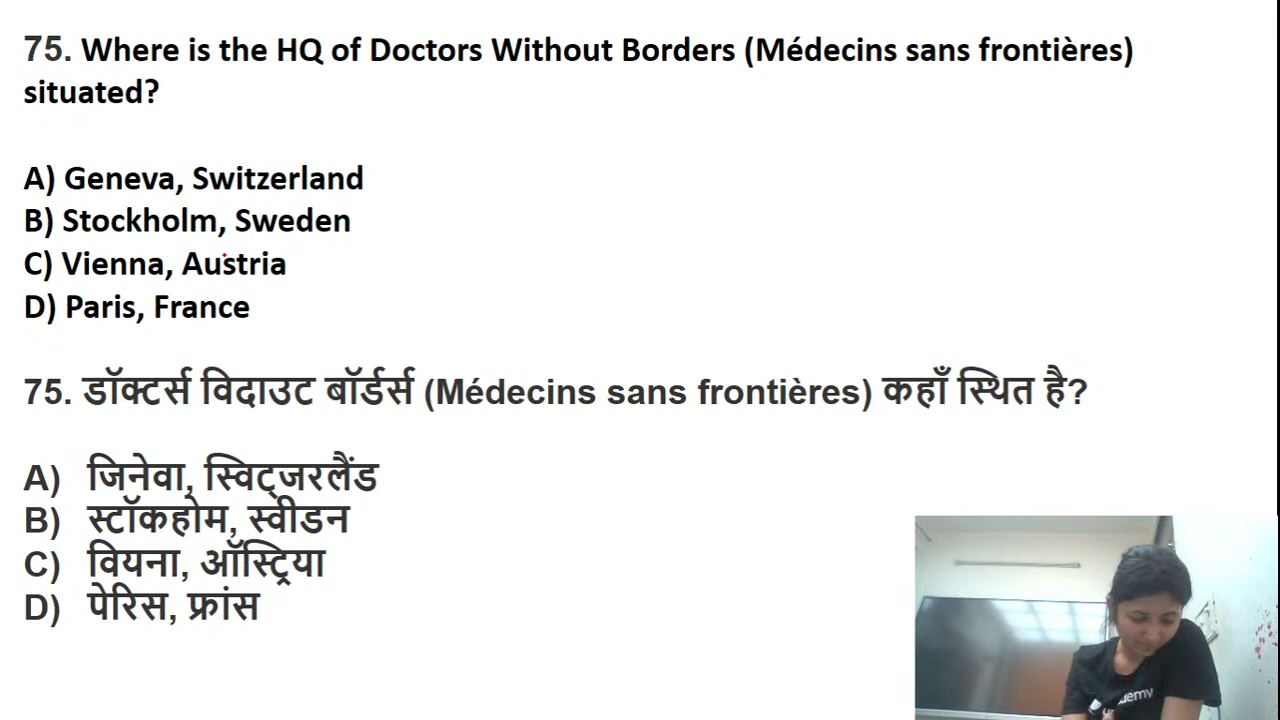 75. Where is the HQ of Doctors Without Borders (Médecins sans frontières)
situated?
A) Geneva, Switzerland
B) Stockholm, Sweden
C) Vienna, Austria
D) Paris, France
75. डॉक्टर्स विदाउट बॉर्डर्स (Médecins sans frontières) कहाँ स्थित है?
A) जिनेवा, स्विट्जरलैंड
B) स्टॉकहोम, स्वीडन
C) वियना, ऑस्ट्रिया
D) पेरिस, फ्रांस